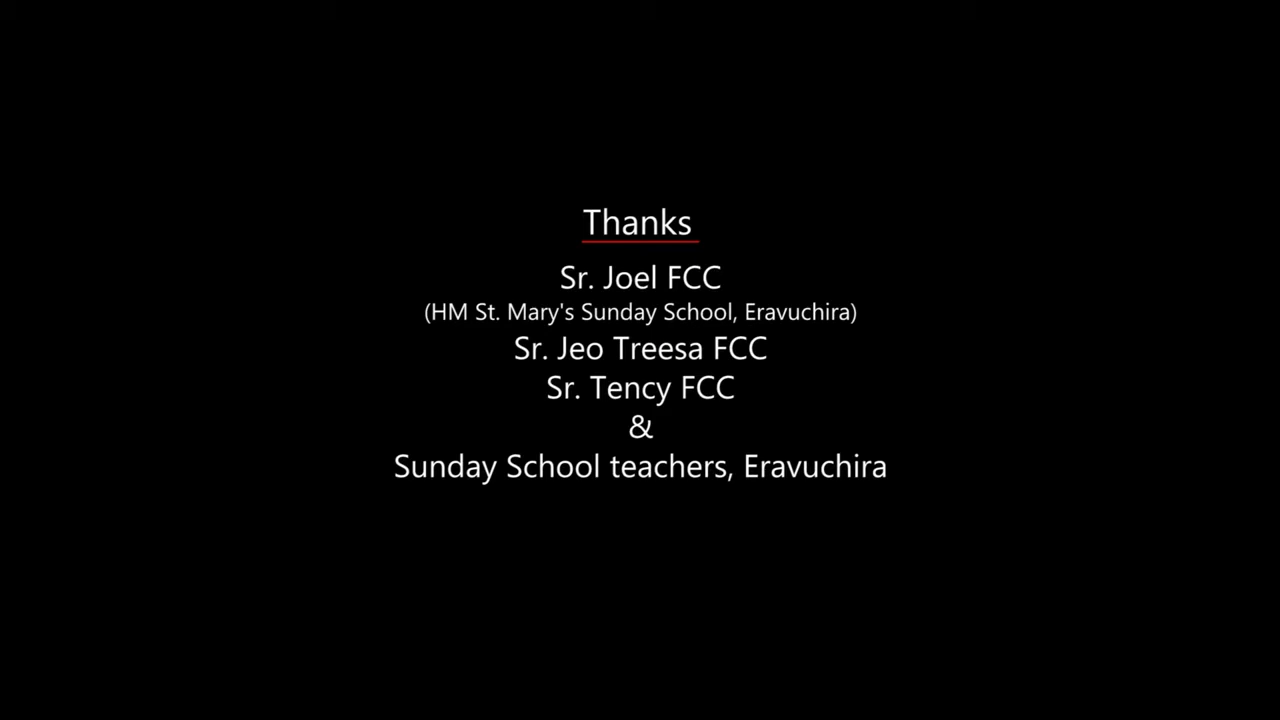 Thanks
Sr. Joel FCC
(HM St. Mary's Sunday School, Eravuchira)
Sr. Jeo Treesa FCC
Sr. Tency FCC
&
Sunday School teachers, Eravuchira